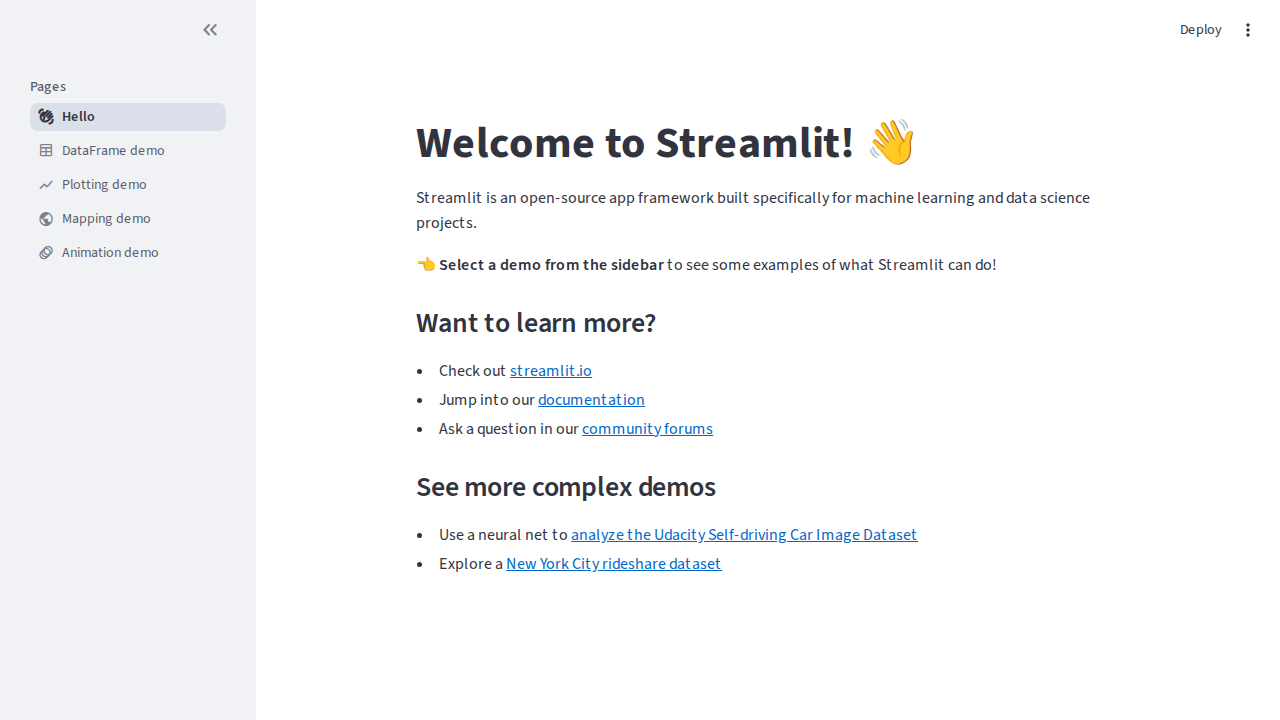 Deploy
Pages
Hello
DataFrame demo
Plotting demo
Mapping demo
Animation demo
Welcome to Streamlit! 👋
Streamlit is an open-source app framework built specifically for machine learning and data science
projects.
👈 Select a demo from the sidebar to see some examples of what Streamlit can do!
Want to learn more?
• Check out streamlit.io
• Jump into our documentation
• Ask a question in our community forums
See more complex demos
• Use a neural net to analyze the Udacity Self-driving Car Image Dataset
• Explore a New York City rideshare dataset